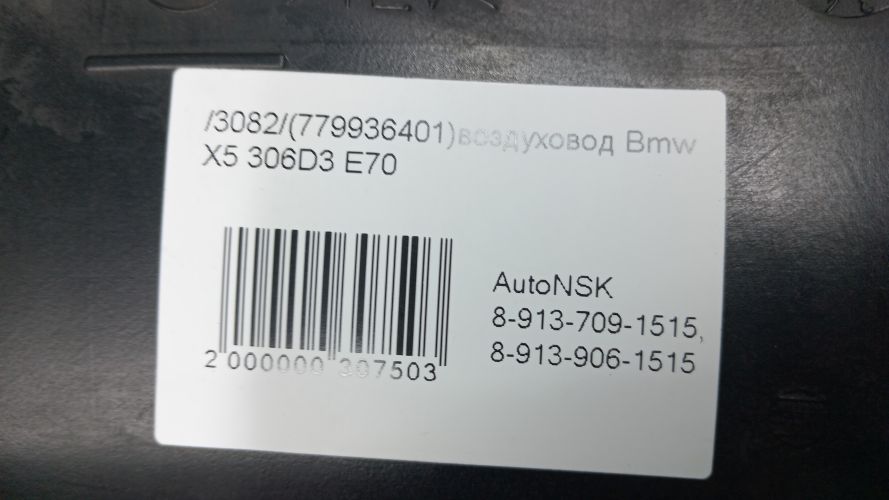 /3082/(779936401)воздуховод Bmw
X5 306D3 E70
AutoNSK
8-913-709-1515,
8-913-906-1515
2 000000 307503